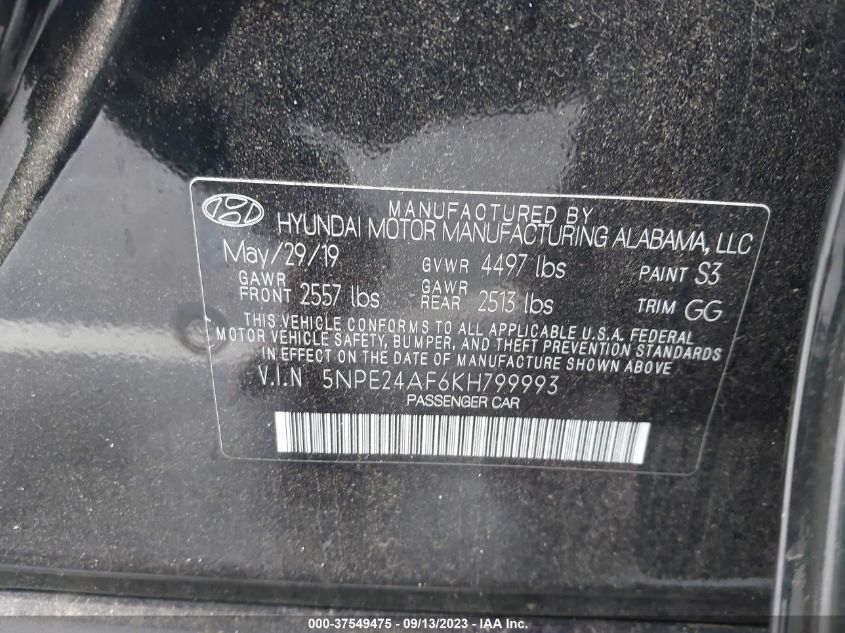 MANUFACTURED BY
HYUNDAI MOTOR MANUFACTURING ALABAMA, LLC
May/29/19 GVWR 4497 lbs PAINT S3
GAWR FRONT 2557 lbs GAWR REAR 2513 lbs TRIM GG
THIS VEHICLE CONFORMS TO ALL APPLICABLE U.S.A. FEDERAL
MOTOR VEHICLE SAFETY, BUMPER, AND THEFT PREVENTION STANDARDS
IN EFFECT ON THE DATE OF MANUFACTURE SHOWN ABOVE
V.I.N 5NPE24AF6KH799993
PASSENGER CAR
000-37549475 - 09/13/2023 - IAAI.COM